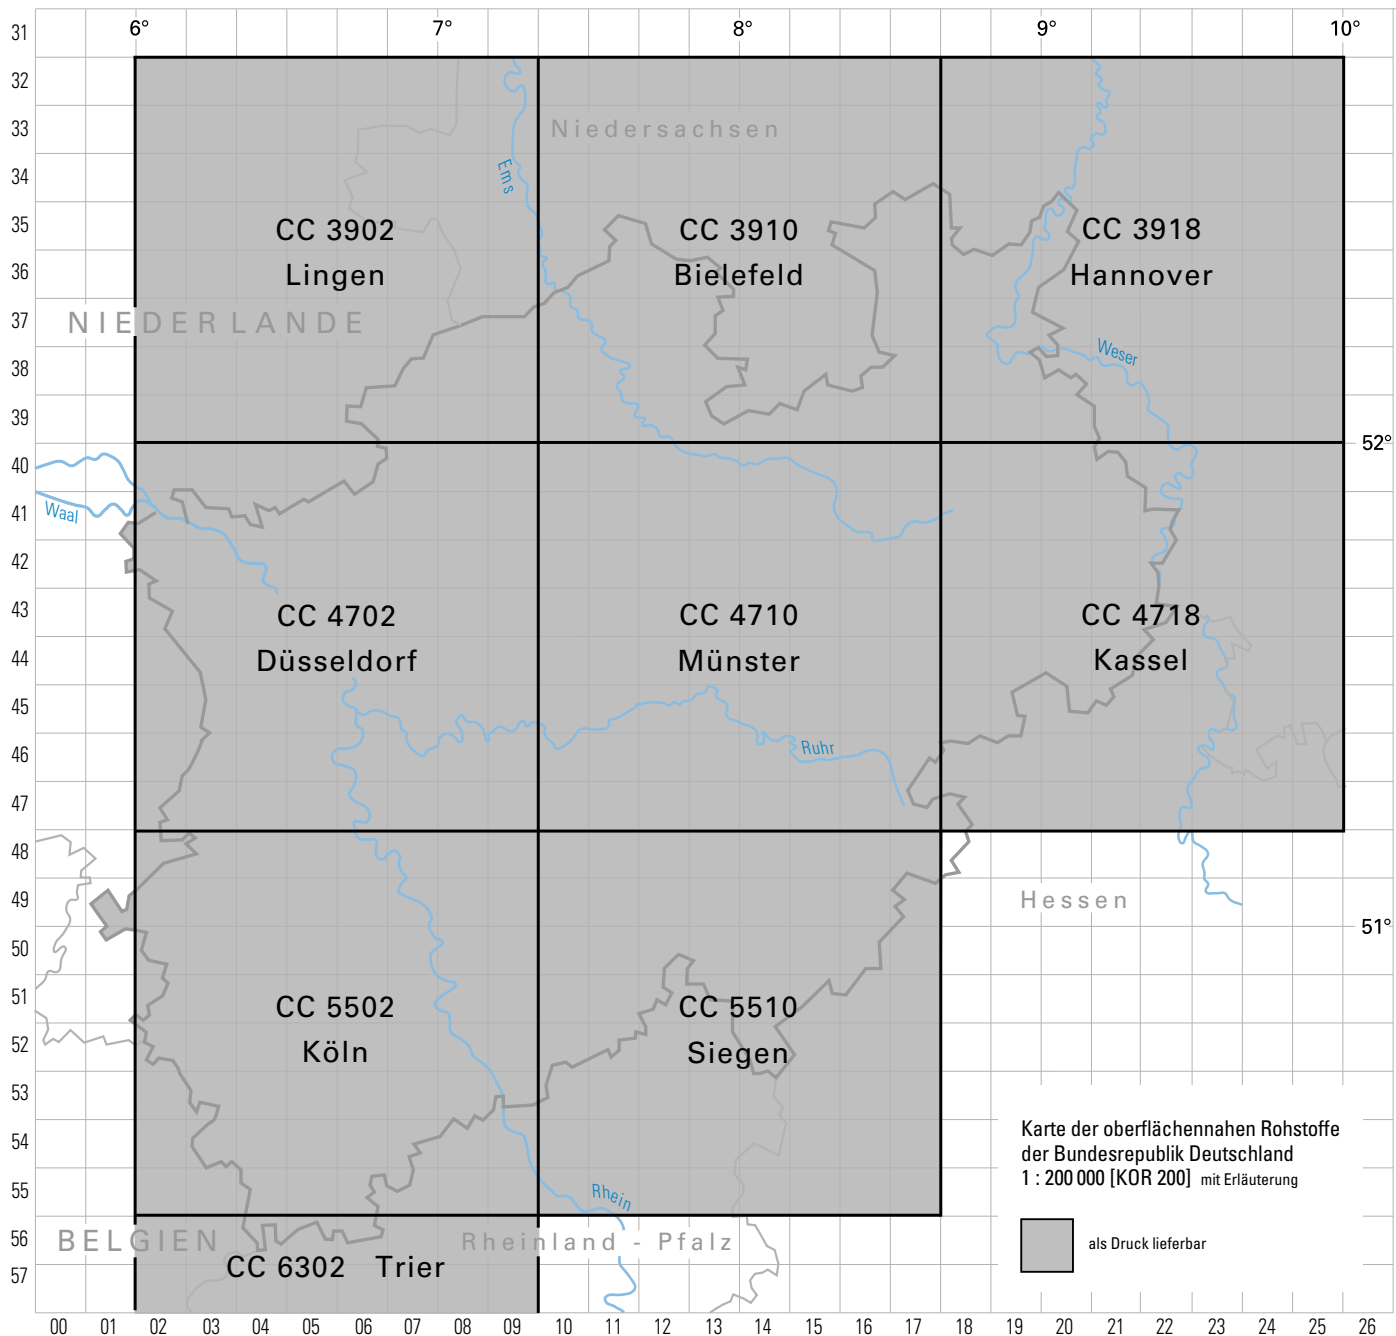 6° 7° 8° 9° 10°
31
32
33
34
35
36
37
38
39
40
41
42
43
44
45
46
47
48
49
50
51
52
53
54
55
56
57
Niedersachsen
Ems
CC 3902
Lingen
CC 3910
Bielefeld
CC 3918
Hannover
NIEDERLANDE
Weser
52°
Waal
CC 4702
Düsseldorf
CC 4710
Münster
CC 4718
Kassel
Ruhr
Hessen
51°
CC 5502
Köln
CC 5510
Siegen
Rhein
BELGIEN
Rheinland - Pfalz
CC 6302 Trier
Karte der oberflächennahen Rohstoffe
der Bundesrepublik Deutschland
1 : 200 000 [KOR 200] mit Erläuterung
als Druck lieferbar
00 01 02 03 04 05 06 07 08 09 10 11 12 13 14 15 16 17 18 19 20 21 22 23 24 25 26